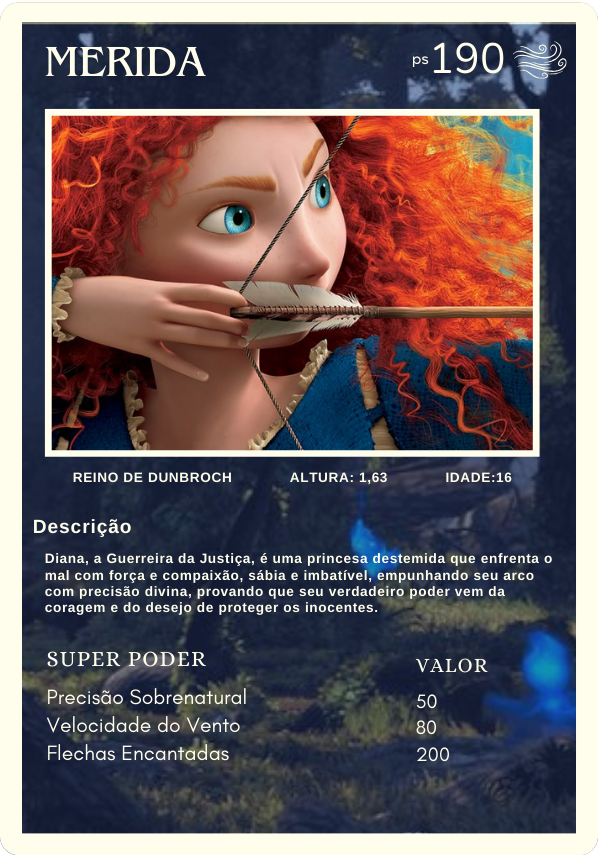 MERIDA
ps 190
REINO DE DUNBROCH ALTURA: 1,63 IDADE:16
Descrição
Diana, a Guerreira da Justiça, é uma princesa destemida que enfrenta o
mal com força e compaixão, sábia e imbatível, empunhando seu arco
com precisão divina, provando que seu verdadeiro poder vem da
coragem e do desejo de proteger os inocentes.
SUPER PODER VALOR
Precisão Sobrenatural 50
Velocidade do Vento 80
Flechas Encantadas 200